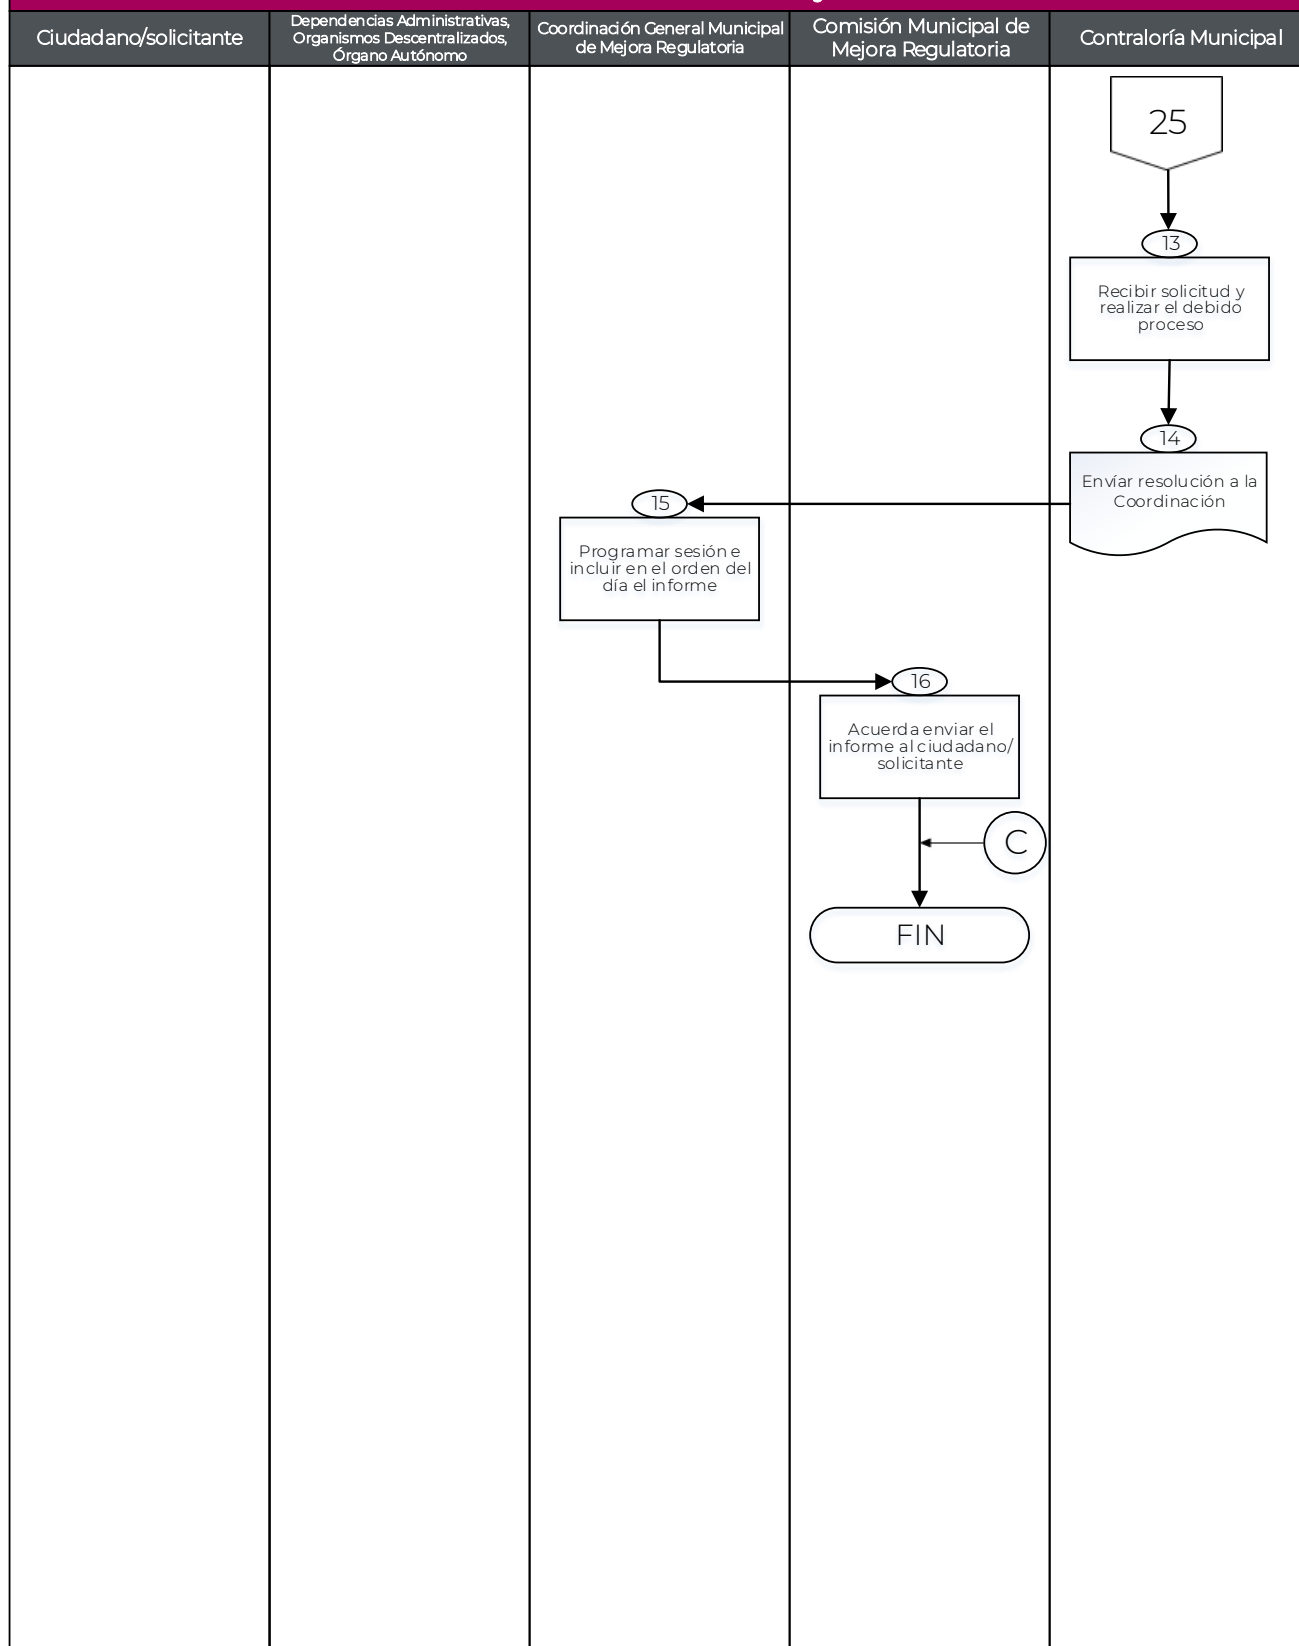 Ciudadano/solicitante
Dependencias Administrativas,
Organismos Descentralizados,
Órgano Autónomo
Coordinación General Municipal
de Mejora Regulatoria
Comisión Municipal de
Mejora Regulatoria
Contraloría Municipal
25
13
Recibir solicitud y
realizar el debido
proceso
14
Envíar resolución a la
Coordinación
15
Programar sesión e
incluir en el orden del
día el informe
16
Acuerda enviar el
informe al ciudadano/
solicitante
C
FIN